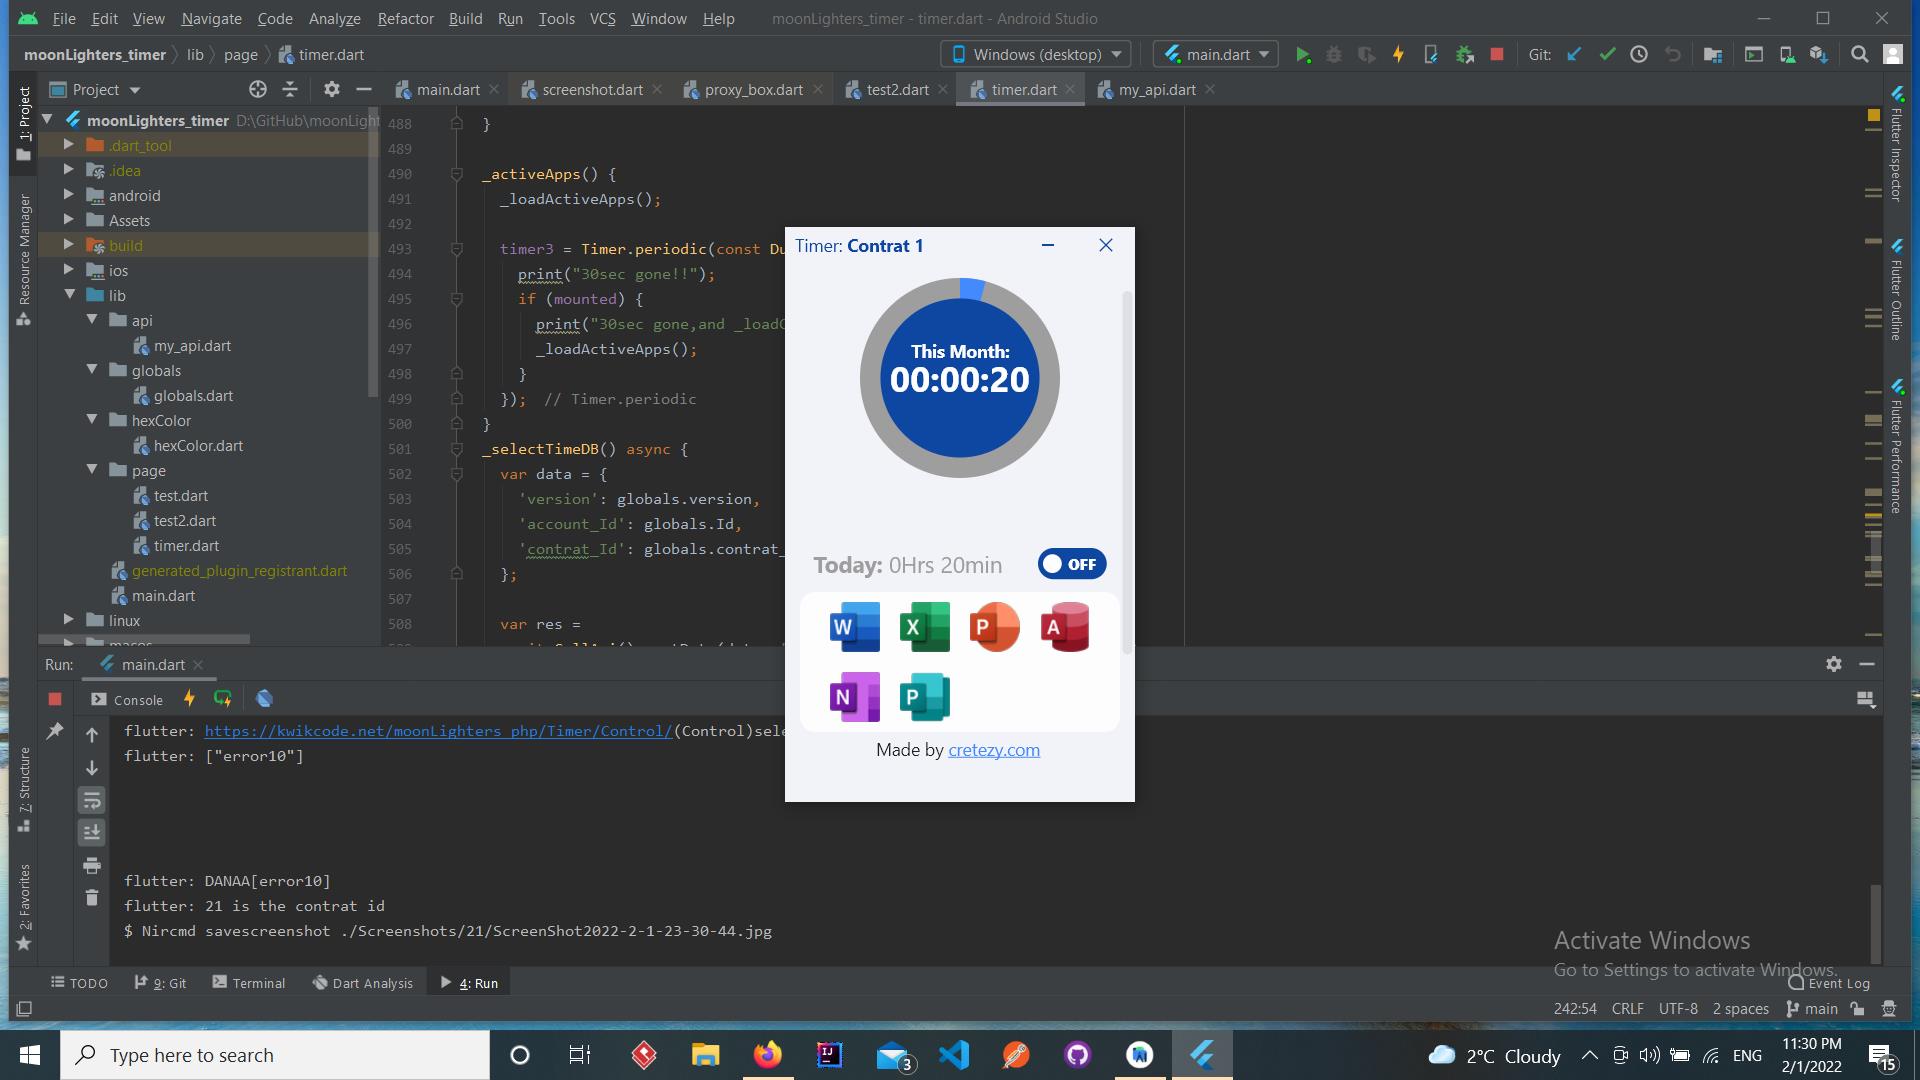 File Edit View Navigate Code Analyze Refactor Build Run Tools VCS Window Help moonLighters_timer - timer.dart - Android Studio
moonLighters_timer lib page timer.dart Windows (desktop) main.dart Git:
Project main.dart screenshot.dart proxy_box.dart test2.dart timer.dart my_api.dart
1: Project
Resource Manager
7: Structure
2: Favorites
moonLighters_timer D:\GitHub\moonLight
.dart_tool
.idea
android
Assets
build
ios
lib
api
my_api.dart
globals
globals.dart
hexColor
hexColor.dart
page
test.dart
test2.dart
timer.dart
generated_plugin_registrant.dart
main.dart
linux
488 }
489
490 _activeApps() {
491 _loadActiveApps();
492
493 timer3 = Timer.periodic(const Du
494 print("30sec gone!!");
495 if (mounted) {
496 print("30sec gone,and _load
497 _loadActiveApps();
498 }
499 }); // Timer.periodic
500 }
501 _selectTimeDB() async {
502 var data = {
503 'version': globals.version,
504 'account_Id': globals.Id,
505 'contrat_Id': globals.contrat_
506 };
507
508 var res =
Flutter Inspector
Flutter Outline
Flutter Performance
Timer: Contrat 1
This Month:
00:00:20
Today: 0Hrs 20min OFF
W X P A
N P
Made by cretezy.com
Run: main.dart
Console
flutter: https://kwikcode.net/moonLighters_php/Timer/Control/(Control)sele
flutter: ["error10"]
flutter: DANAA[error10]
flutter: 21 is the contrat id
$ Nircmd savescreenshot ./Screenshots/21/ScreenShot2022-2-1-23-30-44.jpg
Activate Windows
Go to Settings to activate Windows.
TODO 9: Git Terminal Dart Analysis 4: Run Event Log
242:54 CRLF UTF-8 2 spaces main
Type here to search IJ 3 2°C Cloudy ENG 11:30 PM
2/1/2022 15